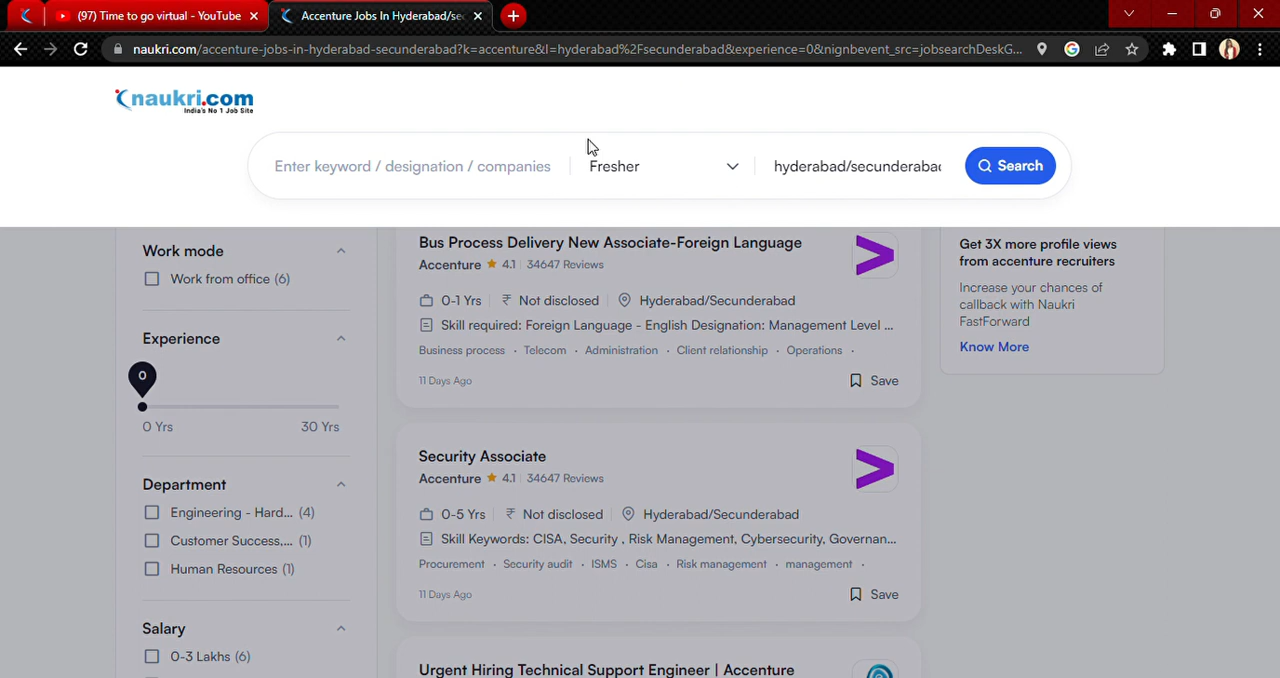 (97) Time to go virtual - YouTube
Accenture Jobs In Hyderabad/sec
naukri.com/accenture-jobs-in-hyderabad-secunderabad?k=accenture&l=hyderabad%2Fsecunderabad&experience=0&nignbevent_src=jobsearchDeskG...
naukri.com
India's No 1 Job Site
Enter keyword / designation / companies
Fresher
hyderabad/secunderabad
Search
Work mode
Work from office (6)
Experience
0
0 Yrs
30 Yrs
Department
Engineering - Hard... (4)
Customer Success,... (1)
Human Resources (1)
Salary
0-3 Lakhs (6)
Bus Process Delivery New Associate-Foreign Language
Accenture ★ 4.1 | 34647 Reviews
0-1 Yrs | ₹ Not disclosed | Hyderabad/Secunderabad
Skill required: Foreign Language - English Designation: Management Level ...
Business process · Telecom · Administration · Client relationship · Operations ·
11 Days Ago
Save
Security Associate
Accenture ★ 4.1 | 34647 Reviews
0-5 Yrs | ₹ Not disclosed | Hyderabad/Secunderabad
Skill Keywords: CISA, Security , Risk Management, Cybersecurity, Governan...
Procurement · Security audit · ISMS · Cisa · Risk management · management ·
11 Days Ago
Save
Urgent Hiring Technical Support Engineer | Accenture
Get 3X more profile views
from accenture recruiters
Increase your chances of
callback with Naukri
FastForward
Know More